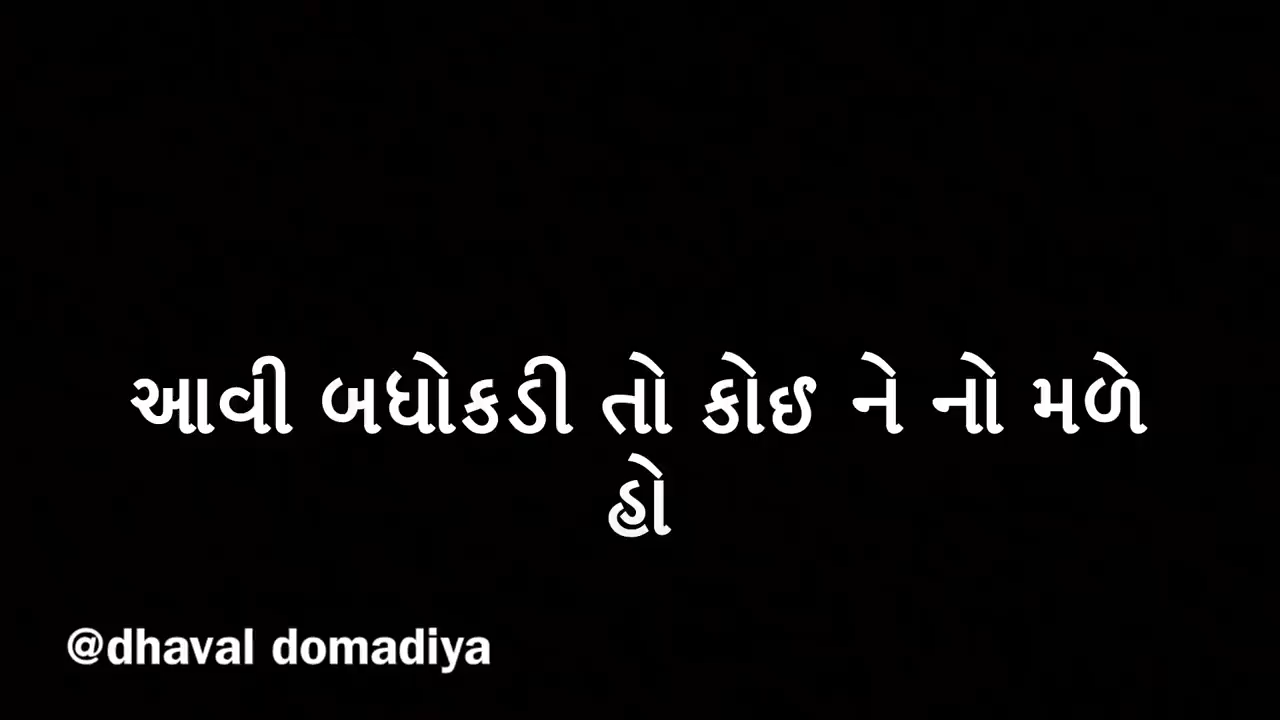 આવી બધોકડી તો કોઈ ને નો મળે
હો
@dhaval domadiya